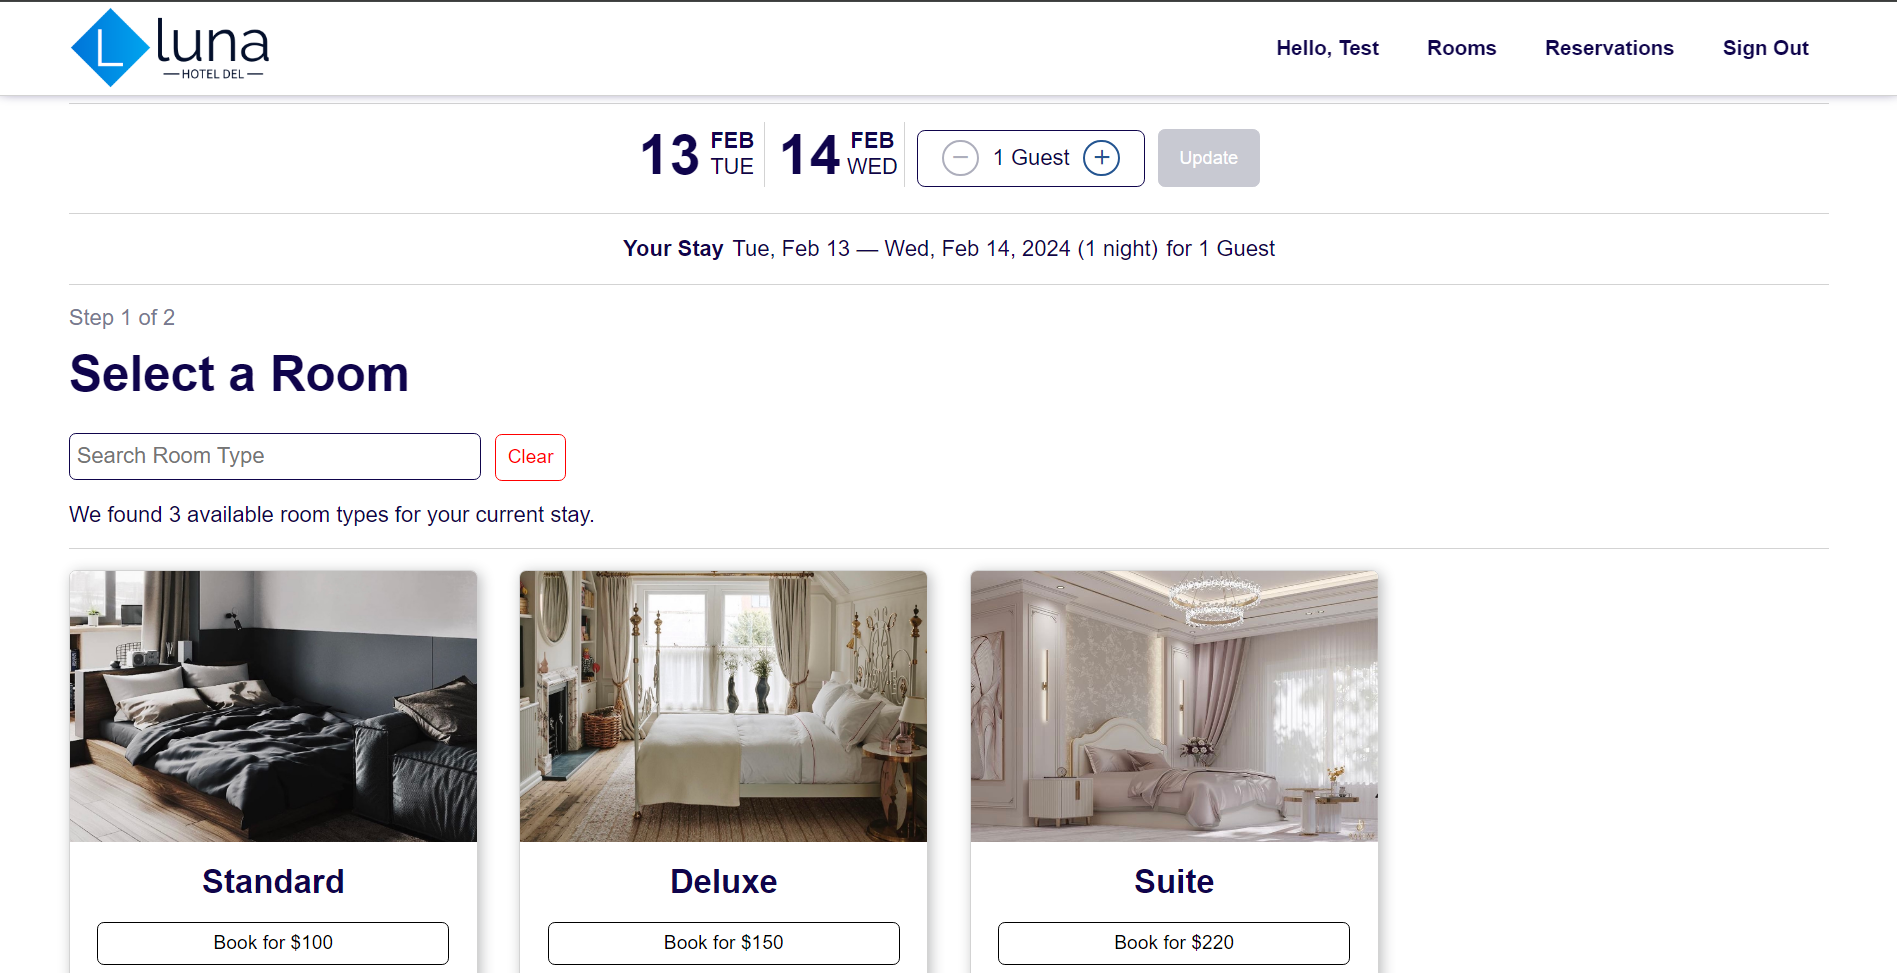 L luna
HOTEL DEL
Hello, Test Rooms Reservations Sign Out
13 FEB TUE 14 FEB WED 1 Guest Update
Your Stay Tue, Feb 13 — Wed, Feb 14, 2024 (1 night) for 1 Guest
Step 1 of 2
Select a Room
Search Room Type Clear
We found 3 available room types for your current stay.
Standard Deluxe Suite
Book for $100 Book for $150 Book for $220